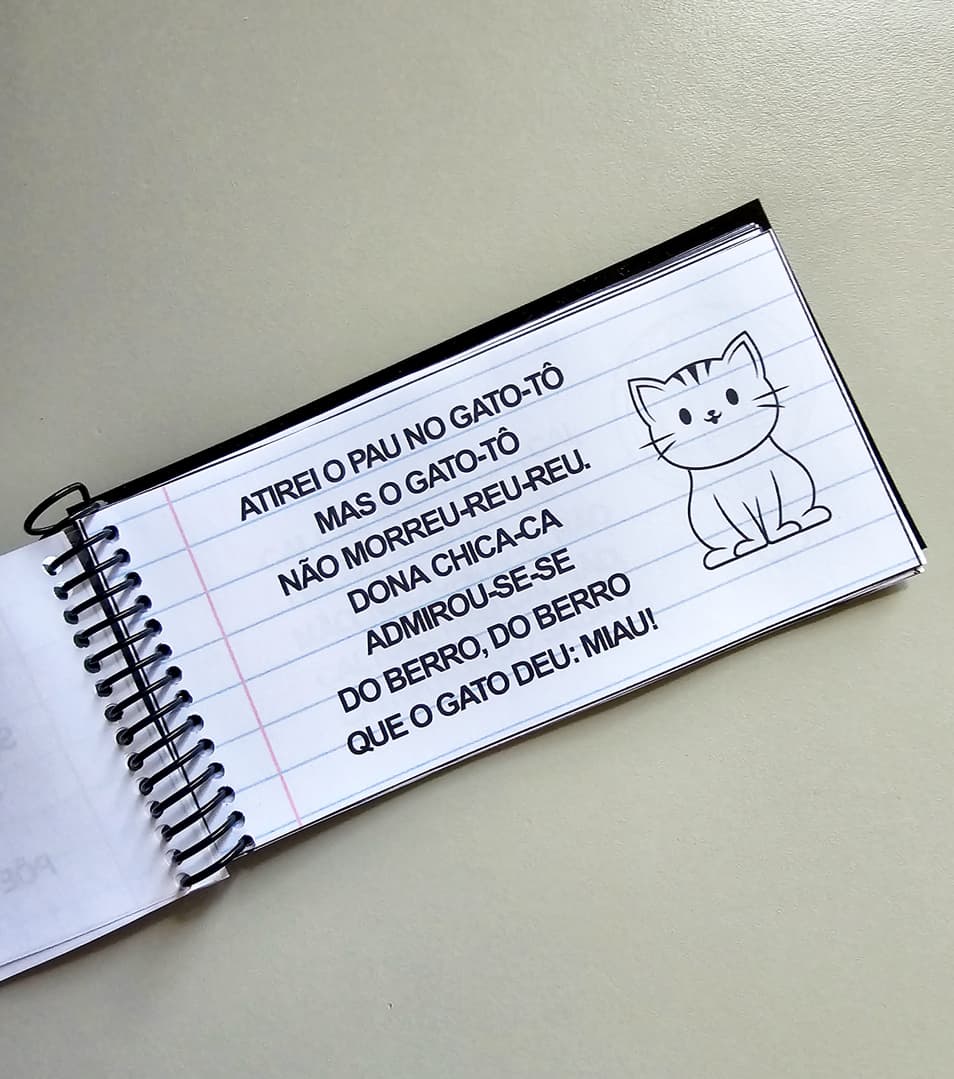 ATIREI O PAU NO GATO-TÔ
MAS O GATO-TÔ
NÃO MORREU-REU-REU.
DONA CHICA-CA
ADMIROU-SE-SE
DO BERRO, DO BERRO
QUE O GATO DEU: MIAU!